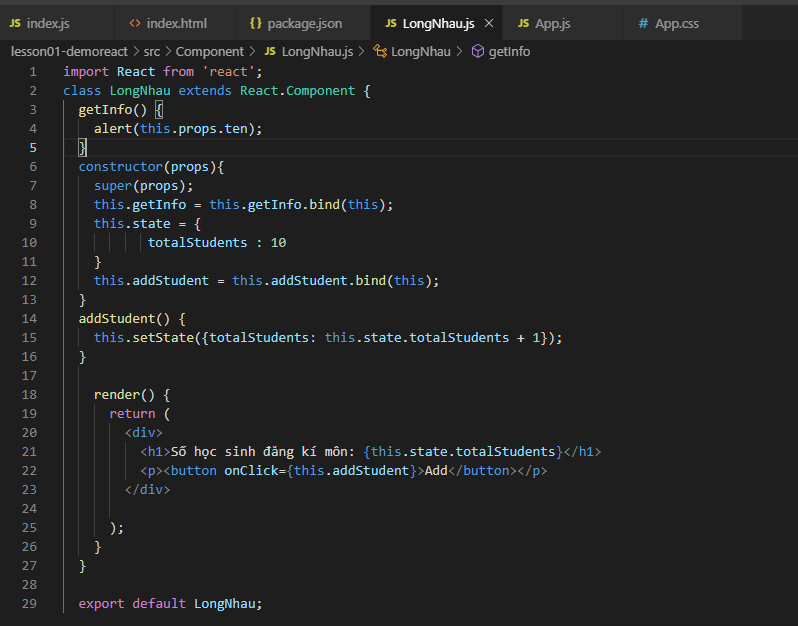 JS index.js <> index.html {} package.json JS LongNhau.js × JS App.js # App.css
lesson01-demoreact > src > Component > JS LongNhau.js > LongNhau > getInfo
1 import React from 'react';
2 class LongNhau extends React.Component {
3 getInfo() {
4 alert(this.props.ten);
5 }
6 constructor(props){
7 super(props);
8 this.getInfo = this.getInfo.bind(this);
9 this.state = {
10 totalStudents : 10
11 }
12 this.addStudent = this.addStudent.bind(this);
13 }
14 addStudent() {
15 this.setState({totalStudents: this.state.totalStudents + 1});
16 }
17
18 render() {
19 return (
20 <div>
21 <h1>Số học sinh đăng kí môn: {this.state.totalStudents}</h1>
22 <p><button onClick={this.addStudent}>Add</button></p>
23 </div>
24
25 );
26 }
27 }
28
29 export default LongNhau;